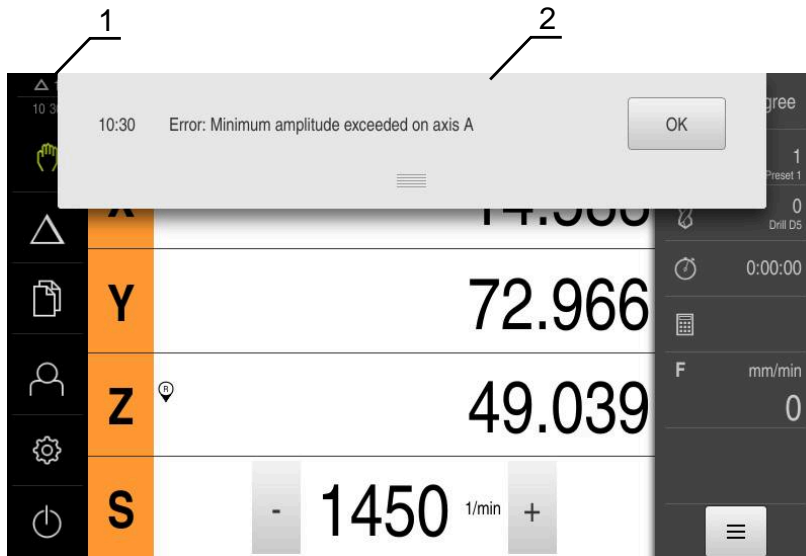 1
2
10:30 Error: Minimum amplitude exceeded on axis A OK
1
Preset 1
0
Drill D5
Y 72.966
0:00:00
Z R 49.039
F mm/min
0
S - 1450 1/min +